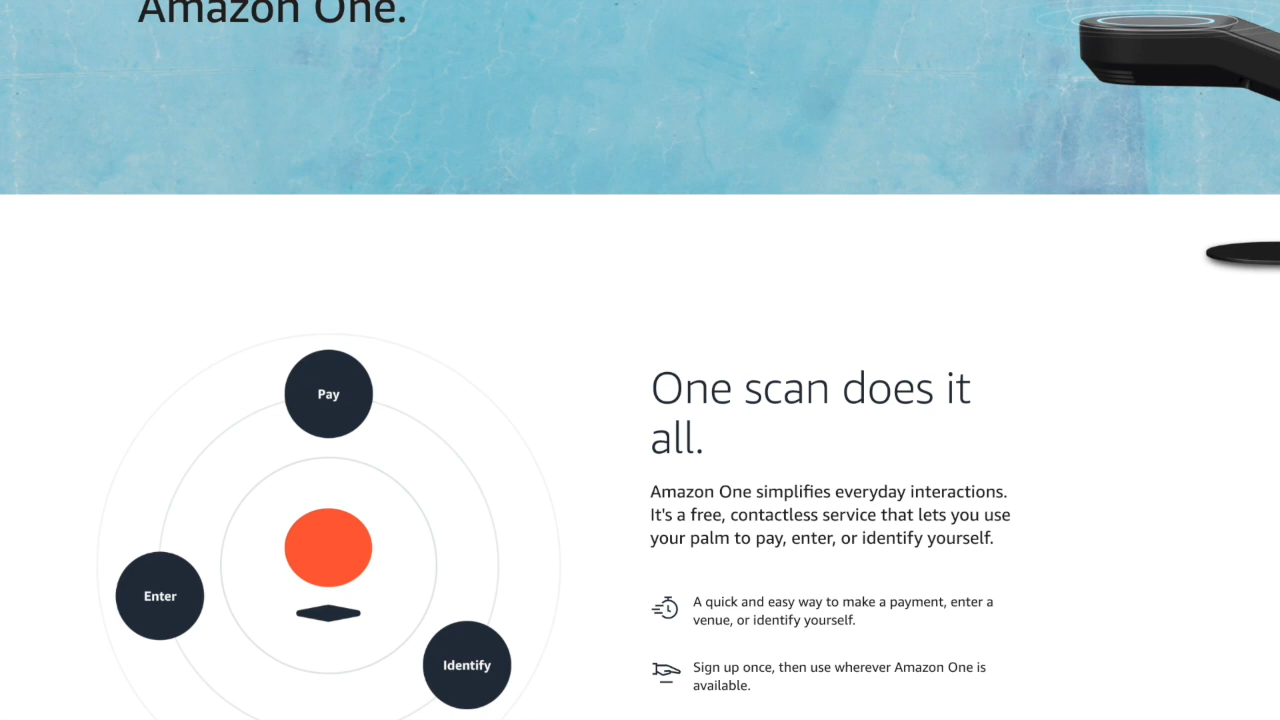 Amazon One.
Pay
Enter
Identify
One scan does it
all.
Amazon One simplifies everyday interactions.
It's a free, contactless service that lets you use
your palm to pay, enter, or identify yourself.
A quick and easy way to make a payment, enter a
venue, or identify yourself.
Sign up once, then use wherever Amazon One is
available.